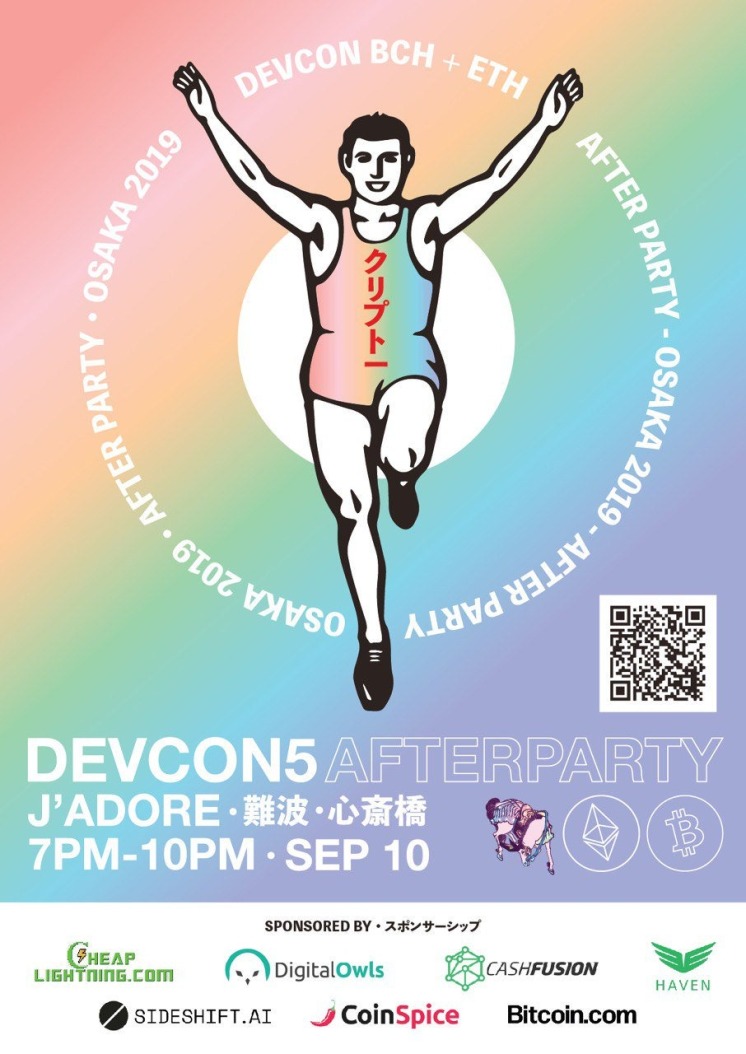 DEVCON BCH + ETH
AFTER PARTY - OSAKA 2019 - AFTER PARTY
OSAKA 2019 • AFTER PARTY • OSAKA 2019
クリプトー
DEVCON5 AFTERPARTY
J'ADORE・難波・心斎橋
7PM-10PM・SEP 10
SPONSORED BY・スポンサーシップ
CHEAP
LIGHTNING.COM
DigitalOwls
CASHFUSION
HAVEN
SIDESHIFT.AI
CoinSpice
Bitcoin.com